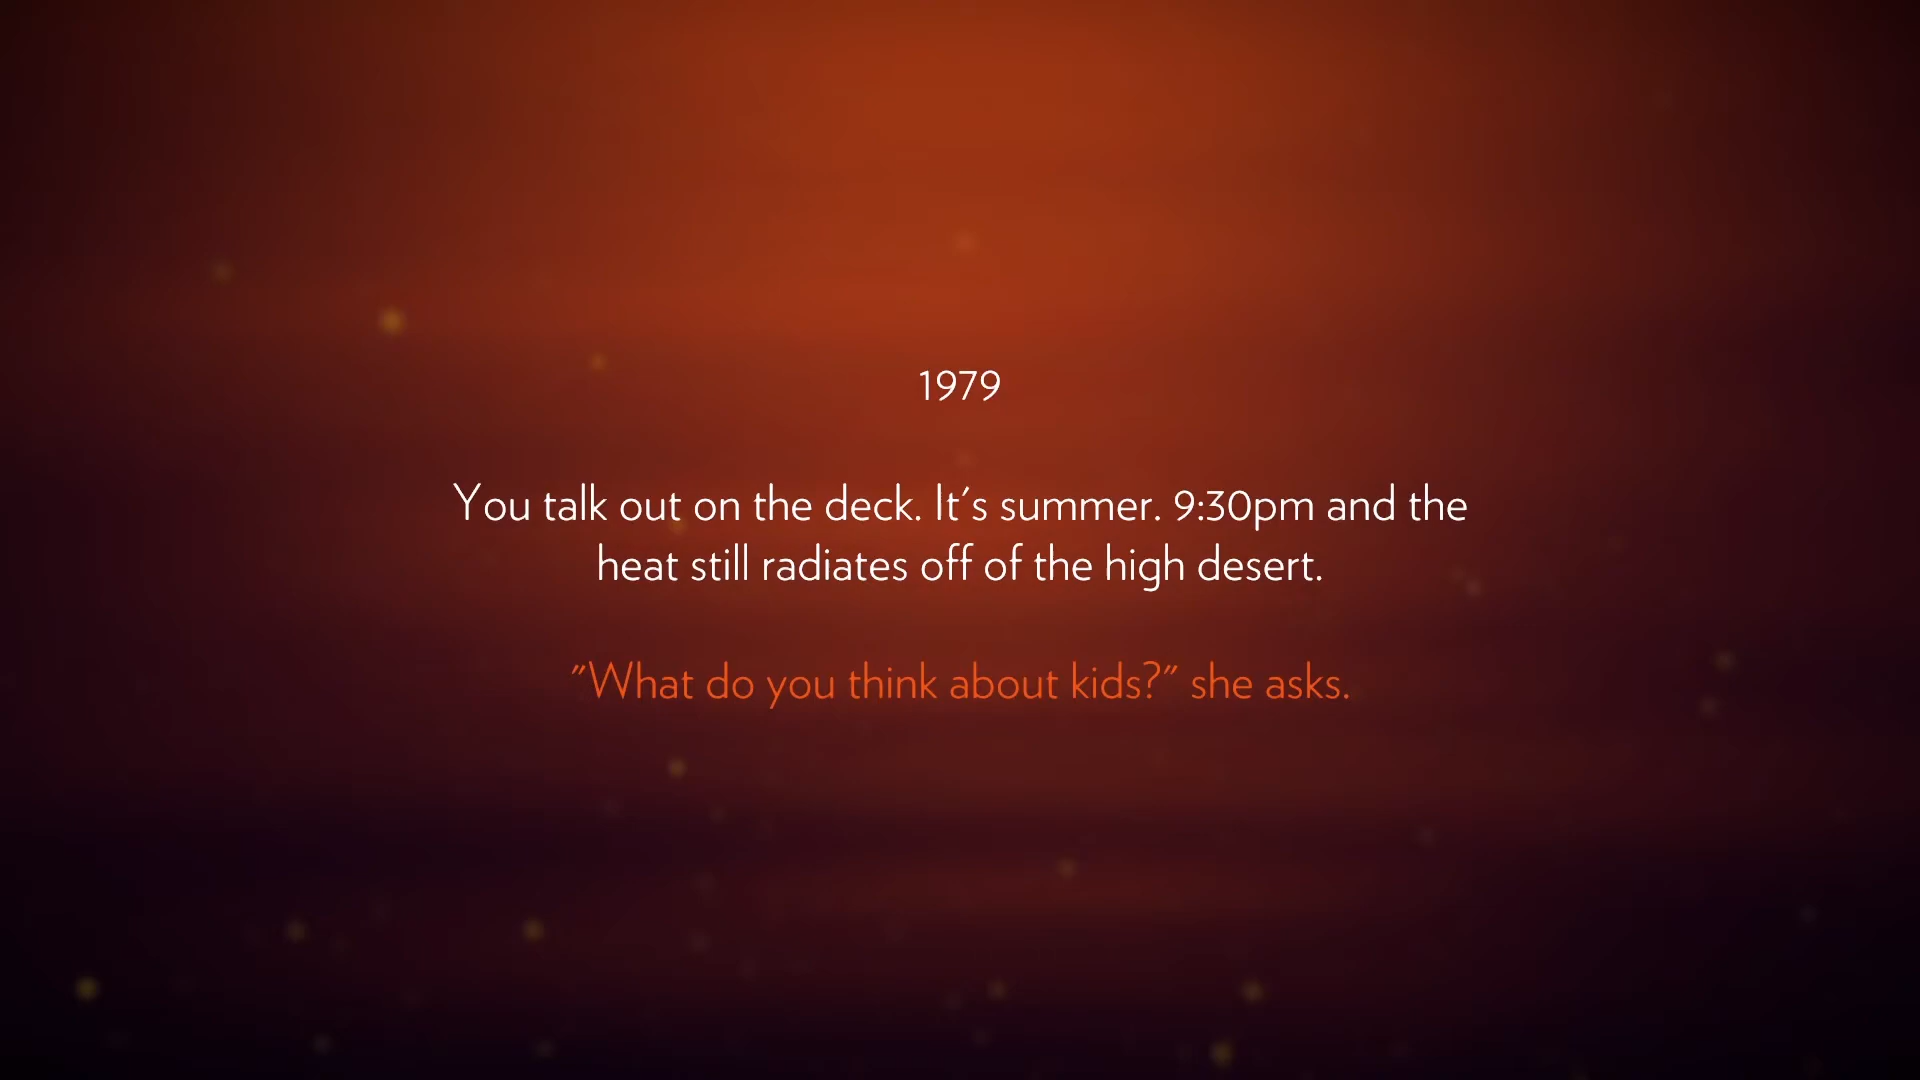 1979
You talk out on the deck. It's summer. 9:30pm and the
heat still radiates off of the high desert.
"What do you think about kids?" she asks.